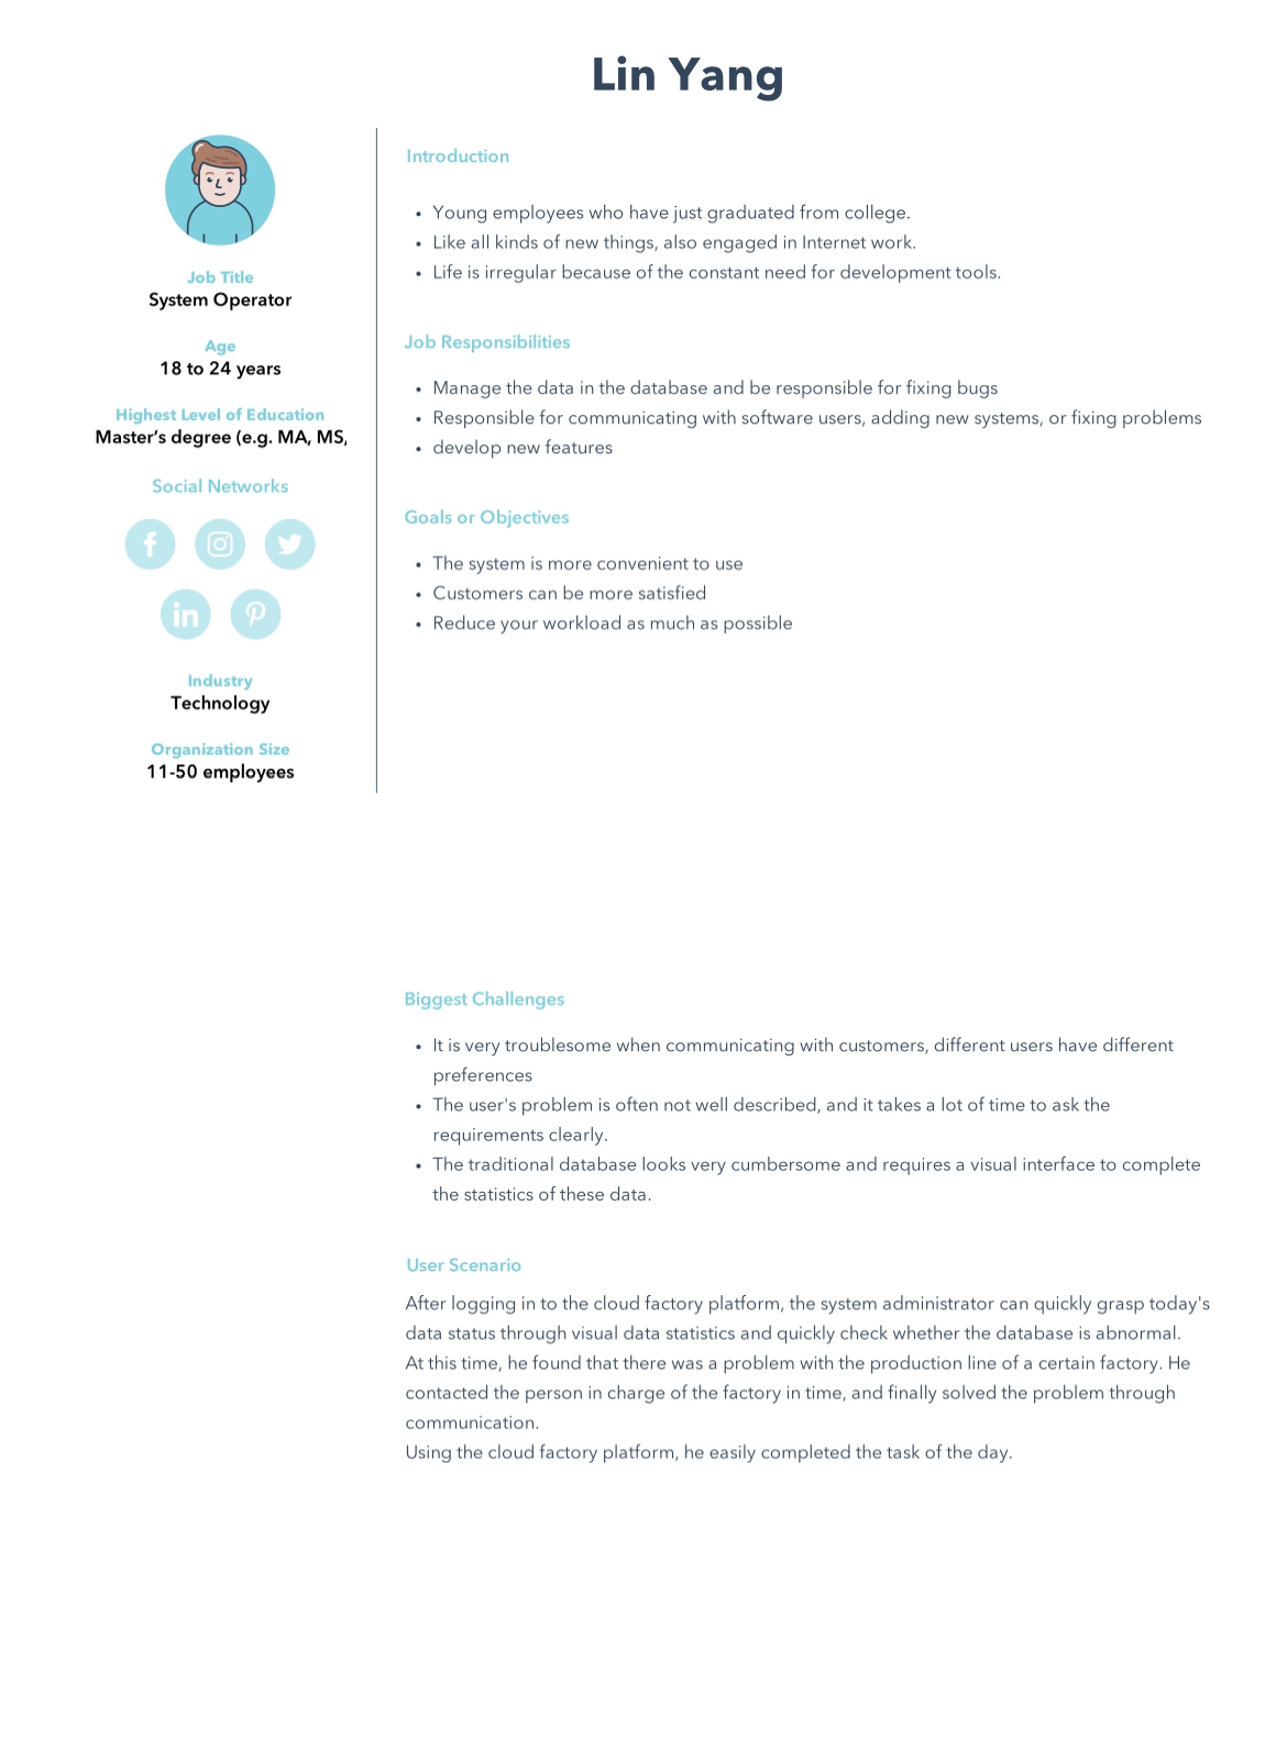 Lin Yang
Job Title
System Operator
Age
18 to 24 years
Highest Level of Education
Master's degree (e.g. MA, MS,
Social Networks
Industry
Technology
Organization Size
11-50 employees
Introduction
• Young employees who have just graduated from college.
• Like all kinds of new things, also engaged in Internet work.
• Life is irregular because of the constant need for development tools.
Job Responsibilities
• Manage the data in the database and be responsible for fixing bugs
• Responsible for communicating with software users, adding new systems, or fixing problems
• develop new features
Goals or Objectives
• The system is more convenient to use
• Customers can be more satisfied
• Reduce your workload as much as possible
Biggest Challenges
• It is very troublesome when communicating with customers, different users have different
preferences
• The user's problem is often not well described, and it takes a lot of time to ask the
requirements clearly.
• The traditional database looks very cumbersome and requires a visual interface to complete
the statistics of these data.
User Scenario
After logging in to the cloud factory platform, the system administrator can quickly grasp today's
data status through visual data statistics and quickly check whether the database is abnormal.
At this time, he found that there was a problem with the production line of a certain factory. He
contacted the person in charge of the factory in time, and finally solved the problem through
communication.
Using the cloud factory platform, he easily completed the task of the day.